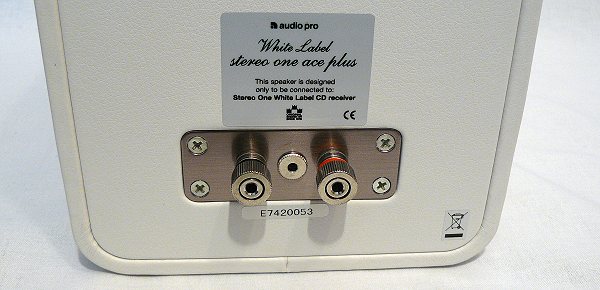 audio pro
White Label
stereo one ace plus
This speaker is designed
only to be connected to:
Stereo One White Label CD receiver
CE
E7420053